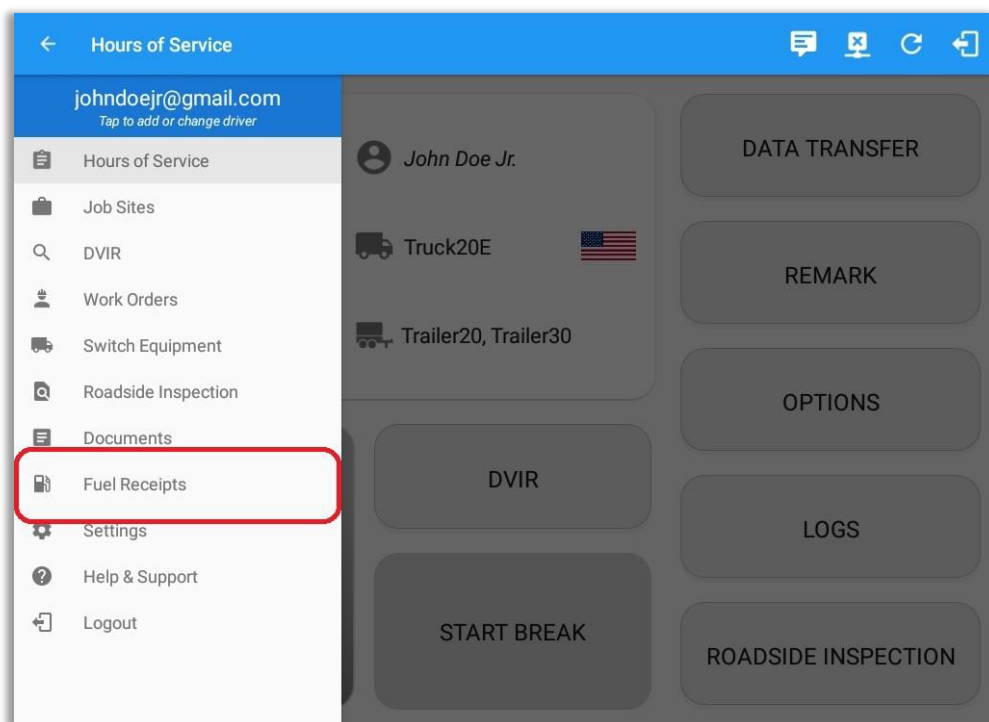 Hours of Service
johndoejr@gmail.com
Tap to add or change driver
Hours of Service
Job Sites
DVIR
Work Orders
Switch Equipment
Roadside Inspection
Documents
Fuel Receipts
Settings
Help & Support
Logout
John Doe Jr.
Truck20E
Trailer20, Trailer30
DVIR
START BREAK
DATA TRANSFER
REMARK
OPTIONS
LOGS
ROADSIDE INSPECTION